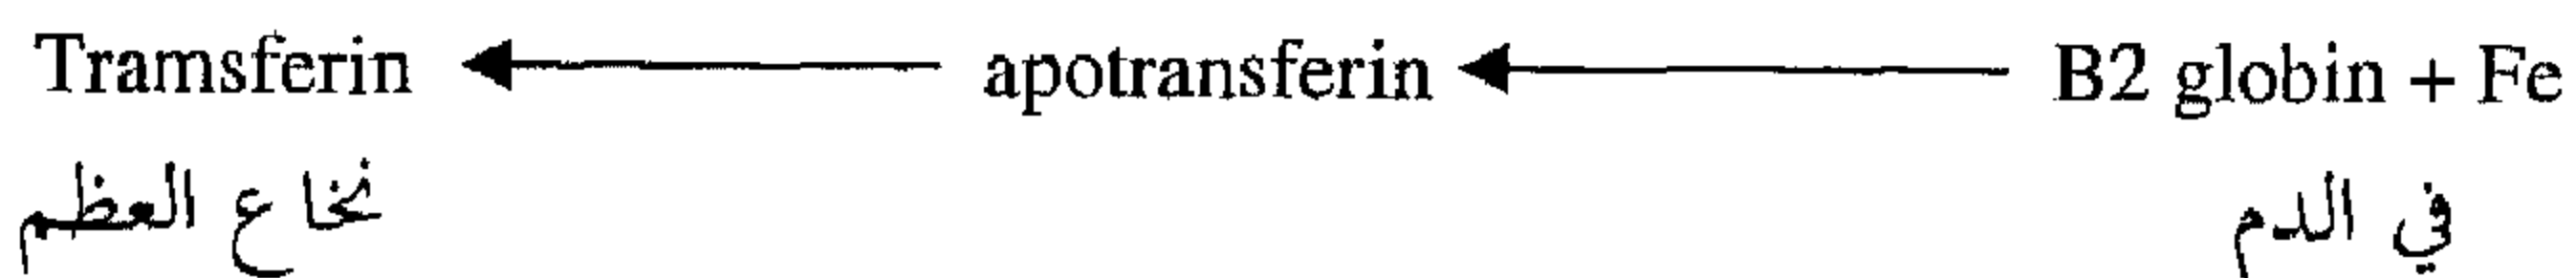 Tramsferin ← apotransferin ← B2 globin + Fe
نخاع العظم في الدم